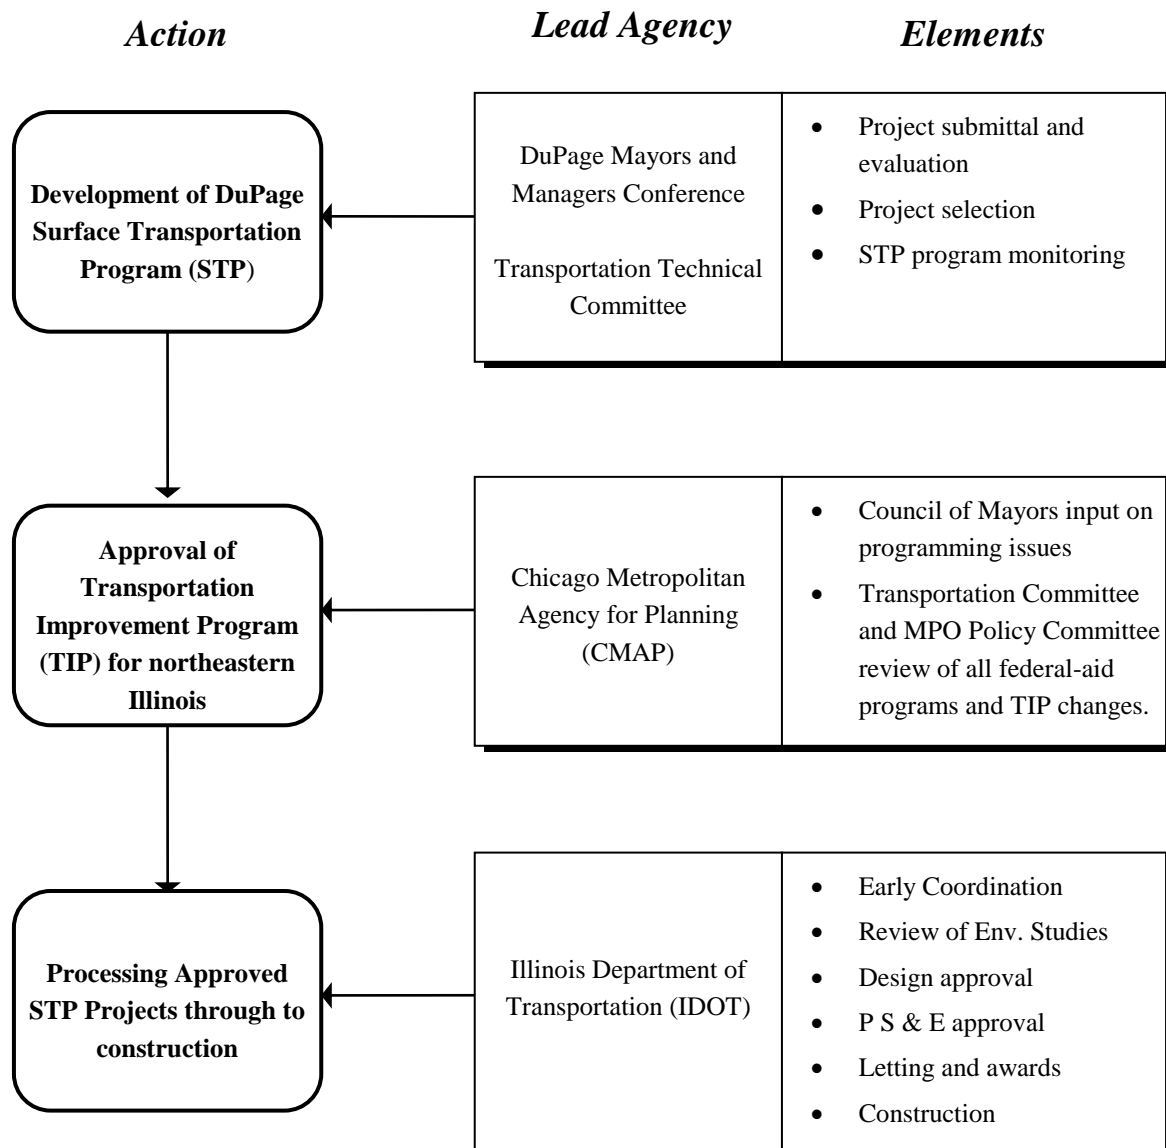 Action
Lead Agency
Elements
Development of DuPage
Surface Transportation
Program (STP)
DuPage Mayors and
Managers Conference
Transportation Technical
Committee
• Project submittal and
evaluation
• Project selection
• STP program monitoring
Approval of
Transportation
Improvement Program
(TIP) for northeastern
Illinois
Chicago Metropolitan
Agency for Planning
(CMAP)
• Council of Mayors input on
programming issues
• Transportation Committee
and MPO Policy Committee
review of all federal-aid
programs and TIP changes.
Processing Approved
STP Projects through to
construction
Illinois Department of
Transportation (IDOT)
• Early Coordination
• Review of Env. Studies
• Design approval
• P S & E approval
• Letting and awards
• Construction